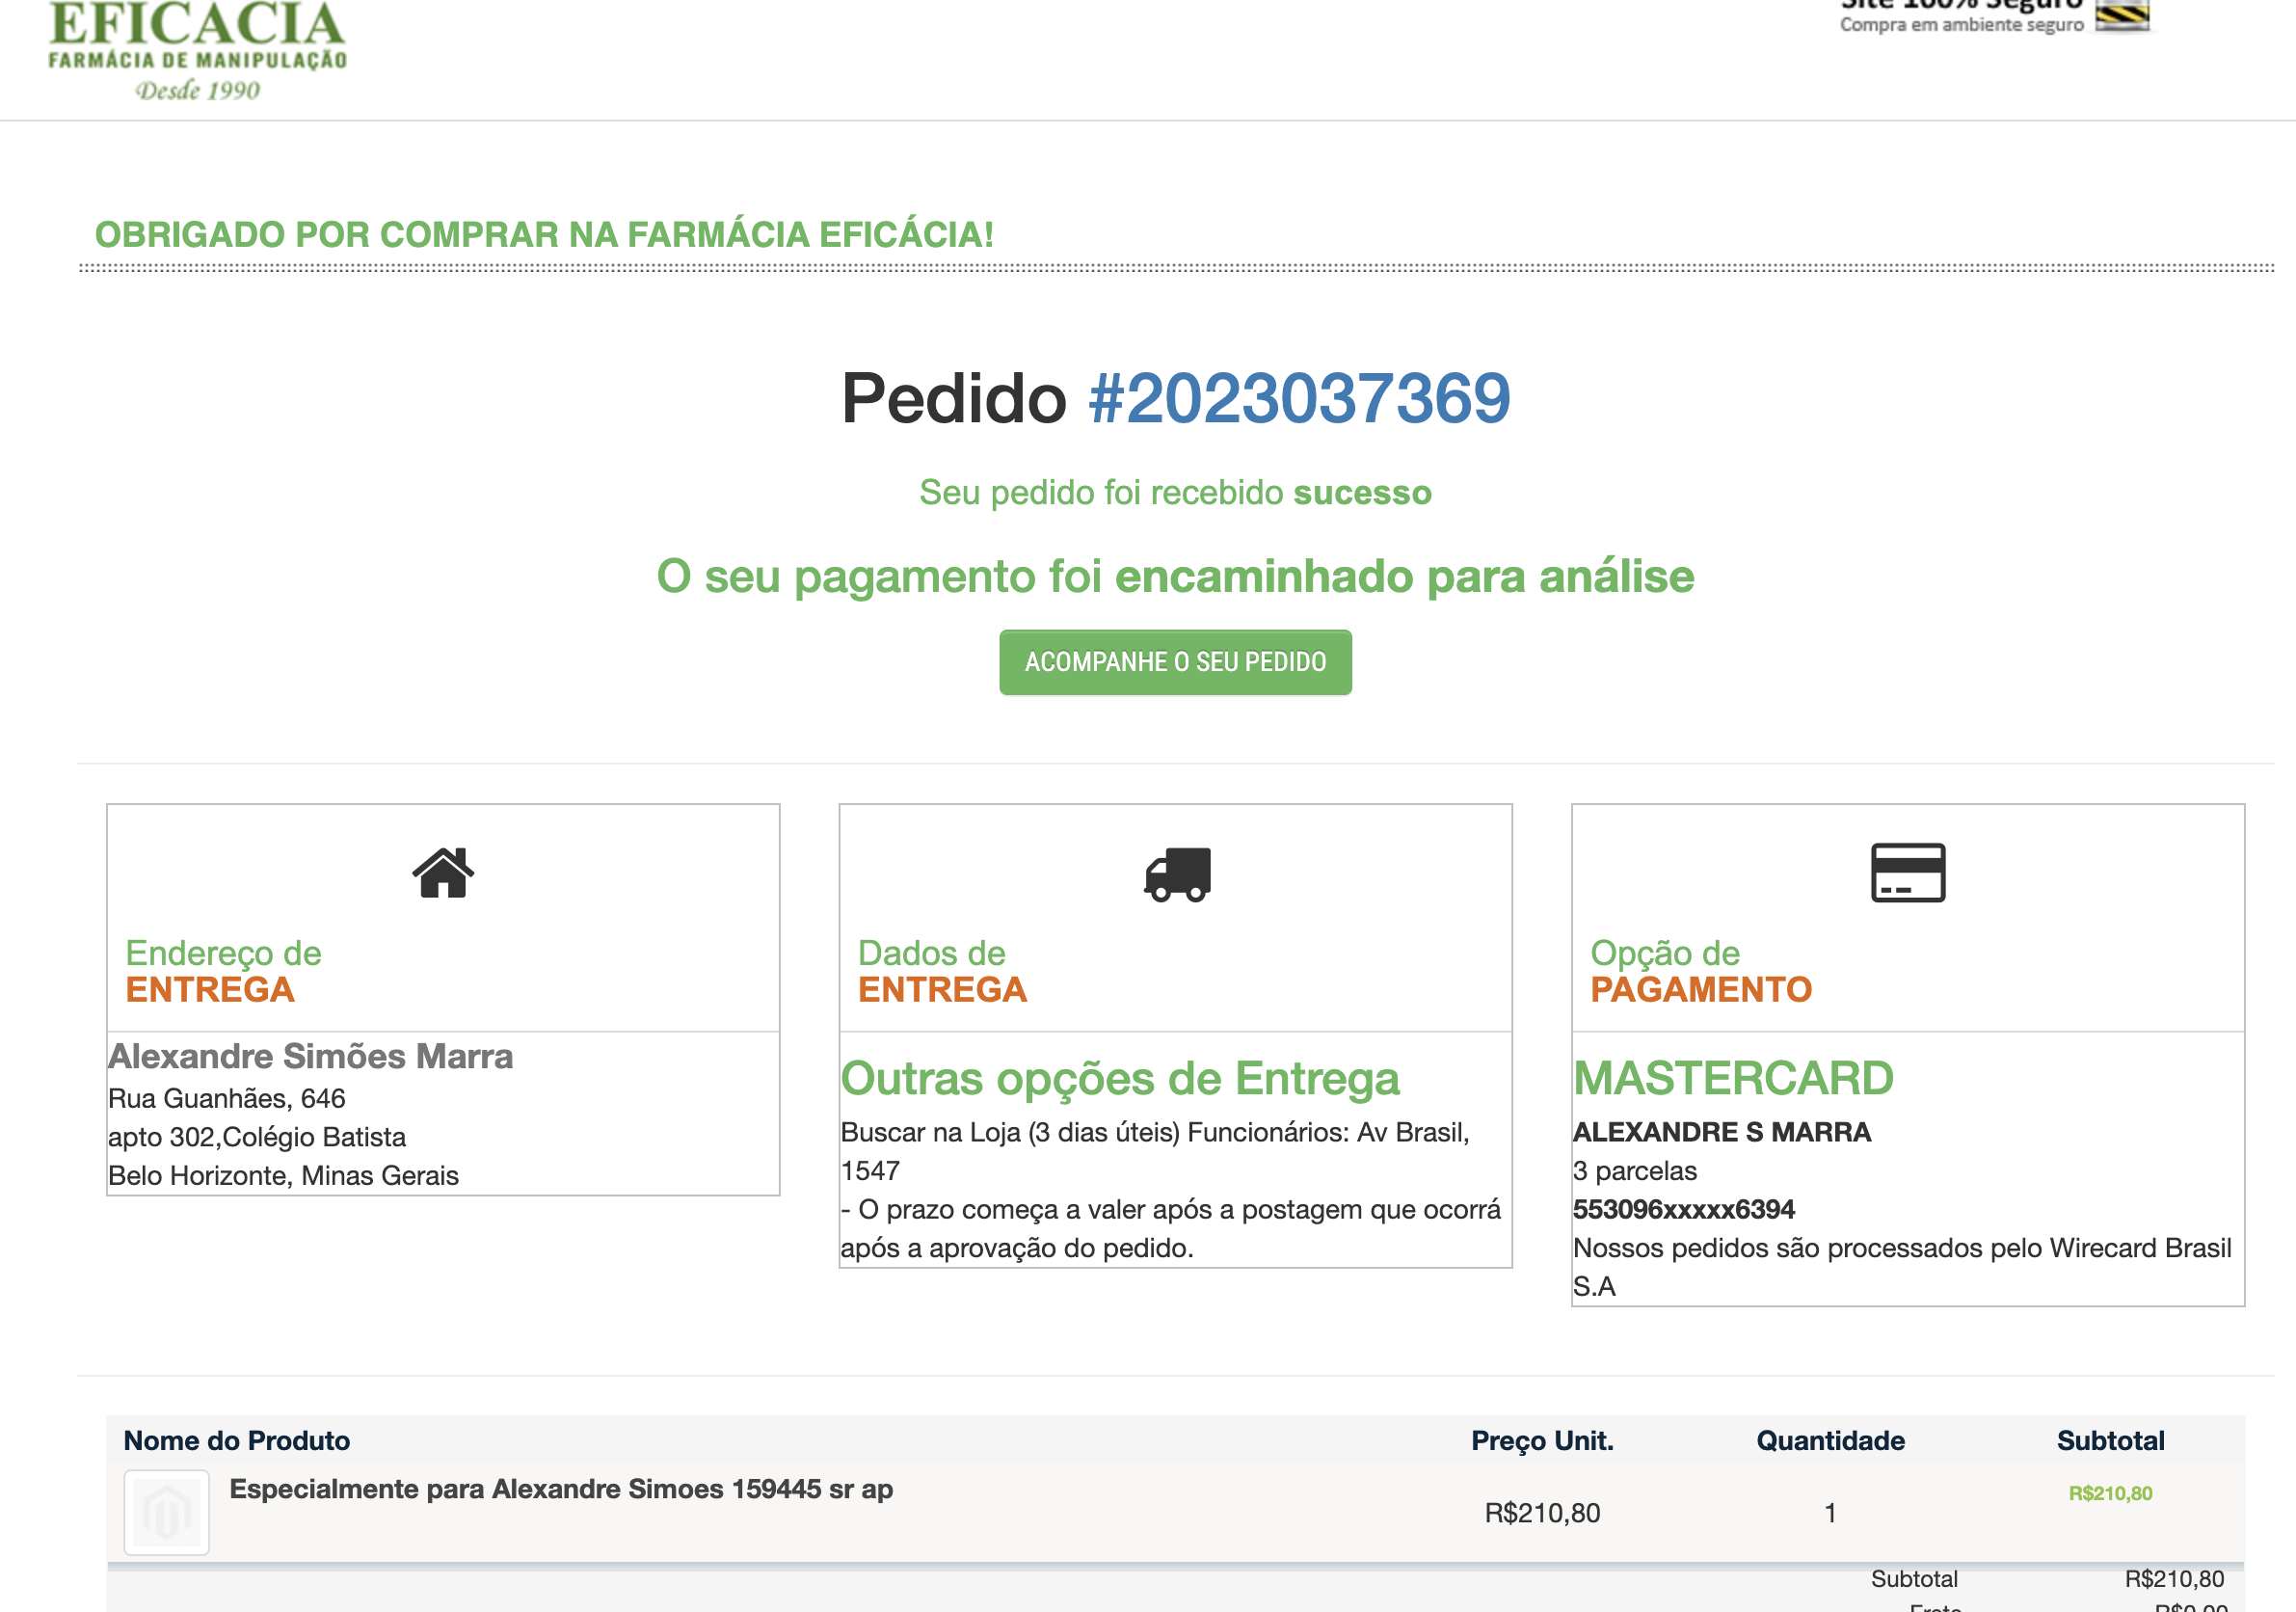 EFICACIA
FARMÁCIA DE MANIPULAÇÃO
Desde 1990
Site 100% Seguro
Compra em ambiente seguro
OBRIGADO POR COMPRAR NA FARMÁCIA EFICÁCIA!
Pedido #2023037369
Seu pedido foi recebido sucesso
O seu pagamento foi encaminhado para análise
ACOMPANHE O SEU PEDIDO
Endereço de
ENTREGA
Alexandre Simões Marra
Rua Guanhães, 646
apto 302,Colégio Batista
Belo Horizonte, Minas Gerais
Dados de
ENTREGA
Outras opções de Entrega
Buscar na Loja (3 dias úteis) Funcionários: Av Brasil,
1547
- O prazo começa a valer após a postagem que ocorrá
após a aprovação do pedido.
Opção de
PAGAMENTO
MASTERCARD
ALEXANDRE S MARRA
3 parcelas
553096xxxxx6394
Nossos pedidos são processados pelo Wirecard Brasil
S.A
Nome do Produto Preço Unit. Quantidade Subtotal
Especialmente para Alexandre Simoes 159445 sr ap R$210,80 1 R$210,80
Subtotal R$210,80
Frete R$0,00